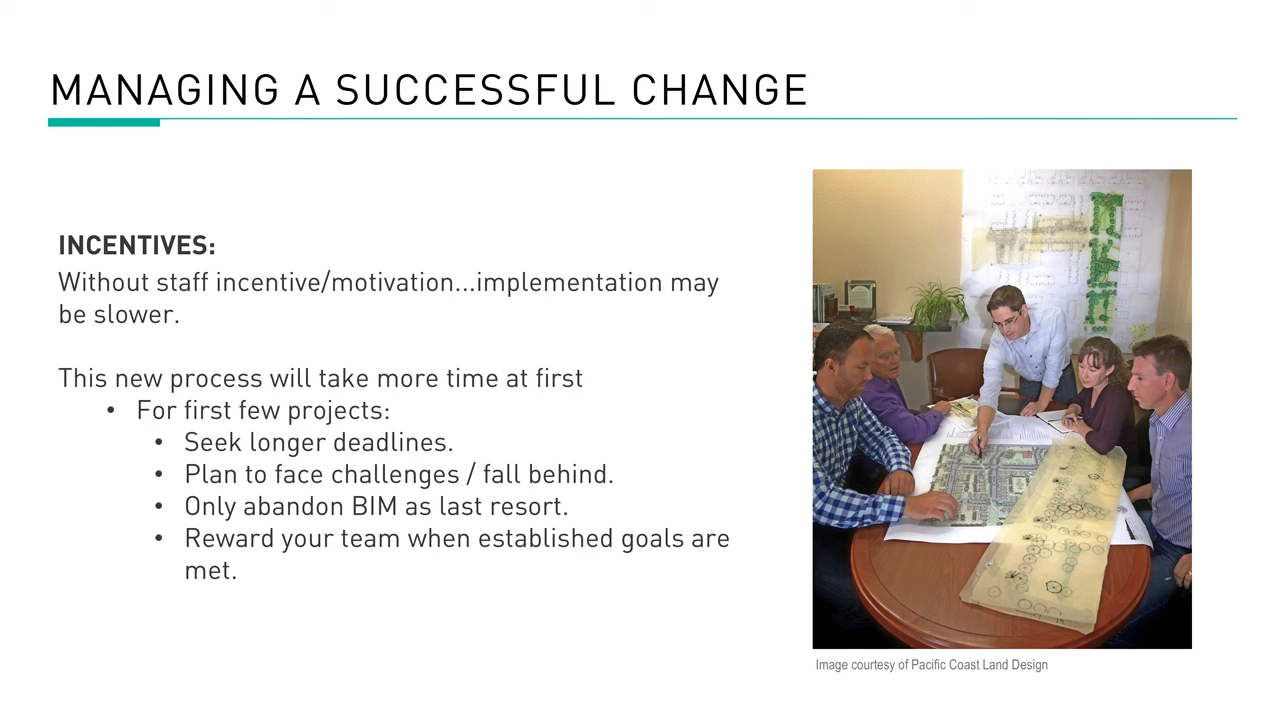 MANAGING A SUCCESSFUL CHANGE
INCENTIVES:
Without staff incentive/motivation...implementation may
be slower.
This new process will take more time at first
• For first few projects:
• Seek longer deadlines.
• Plan to face challenges / fall behind.
• Only abandon BIM as last resort.
• Reward your team when established goals are
met.
Image courtesy of Pacific Coast Land Design